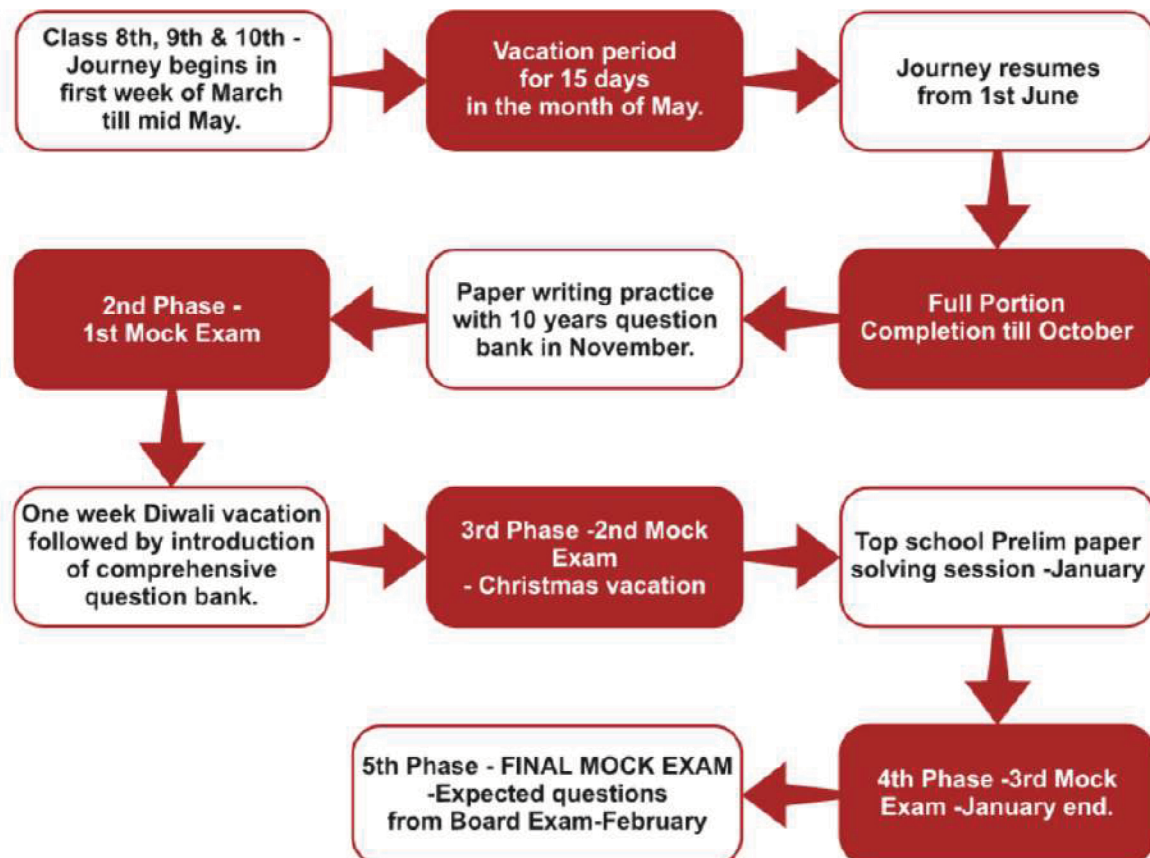 Class 8th, 9th & 10th -
Journey begins in
first week of March
till mid May.
Vacation period
for 15 days
in the month of May.
Journey resumes
from 1st June
Full Portion
Completion till October
Paper writing practice
with 10 years question
bank in November.
2nd Phase -
1st Mock Exam
One week Diwali vacation
followed by introduction
of comprehensive
question bank.
3rd Phase -2nd Mock
Exam
- Christmas vacation
Top school Prelim paper
solving session -January
4th Phase -3rd Mock
Exam -January end.
5th Phase - FINAL MOCK EXAM
-Expected questions
from Board Exam-February